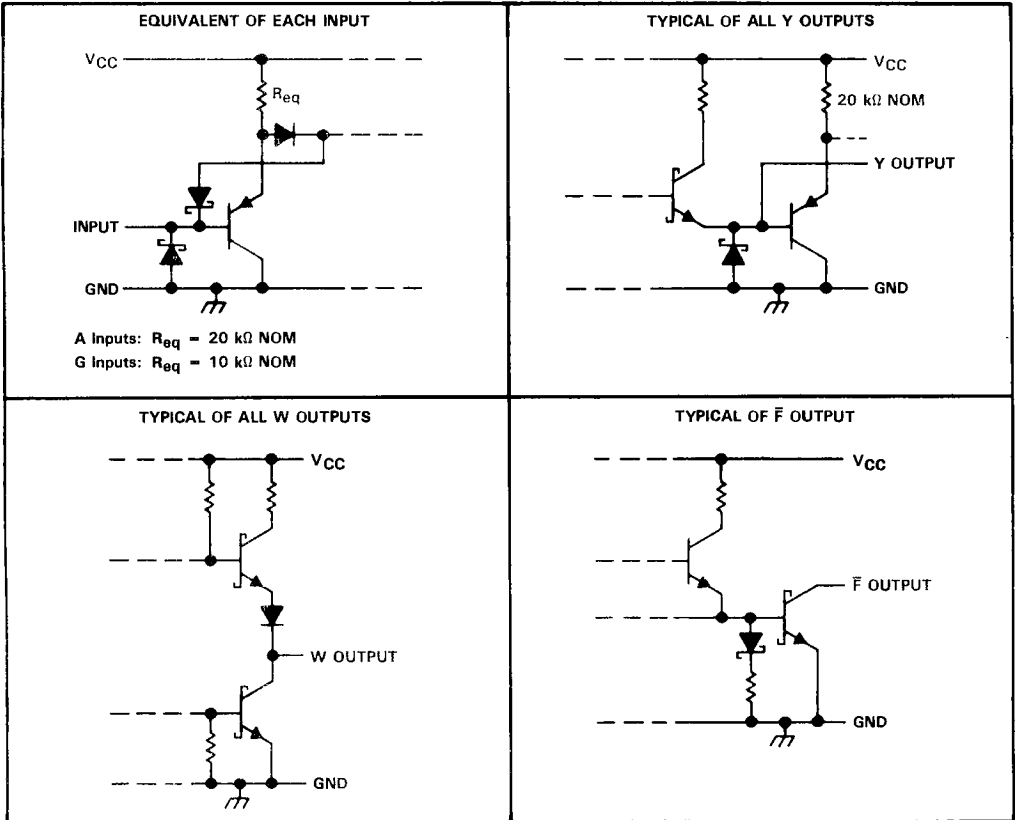 EQUIVALENT OF EACH INPUT
VCC
Req
INPUT
GND
A Inputs: Req = 20 kΩ NOM
G Inputs: Req = 10 kΩ NOM
TYPICAL OF ALL Y OUTPUTS
VCC
20 kΩ NOM
Y OUTPUT
GND
TYPICAL OF ALL W OUTPUTS
VCC
W OUTPUT
GND
TYPICAL OF F̅ OUTPUT
VCC
F̅ OUTPUT
GND